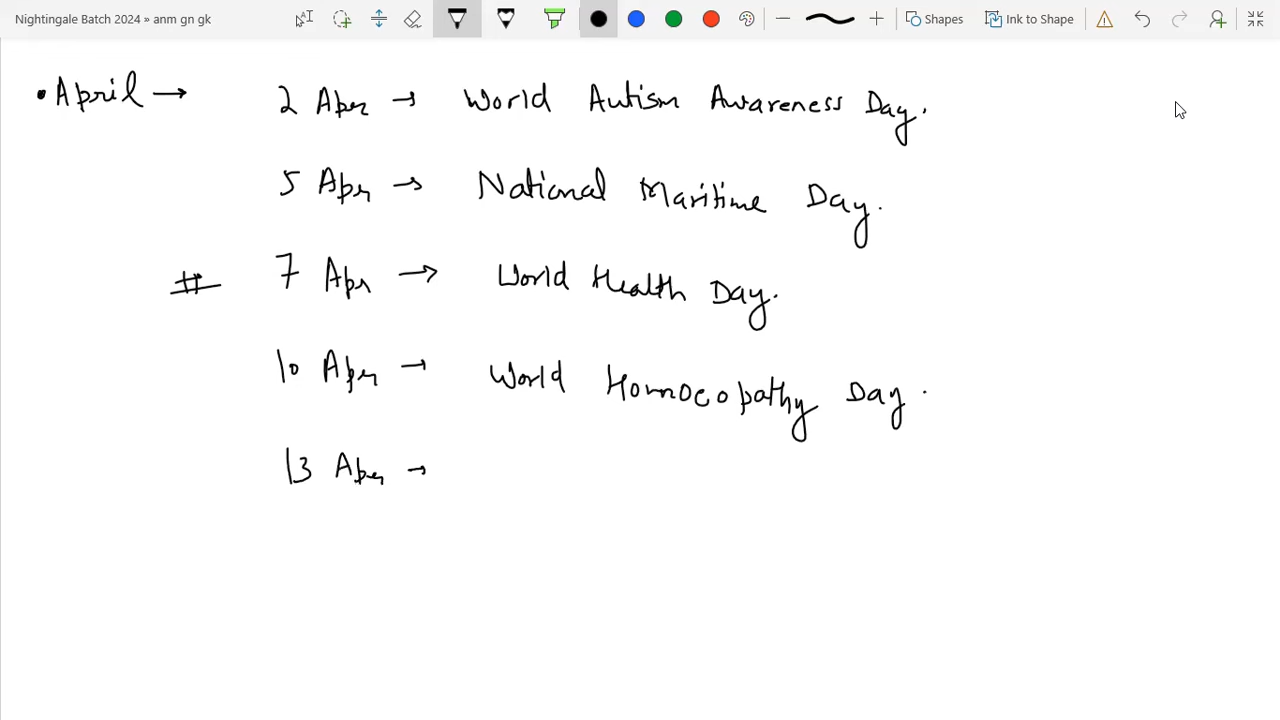 Nightingale Batch 2024 » anm gn gk
Shapes
Ink to Shape
•April → 2 Apr → World Autism Awareness Day.
5 Apr → National Maritime Day.
# 7 Apr → World Health Day.
10 Apr → World Homoeopathy Day.
13 Apr →